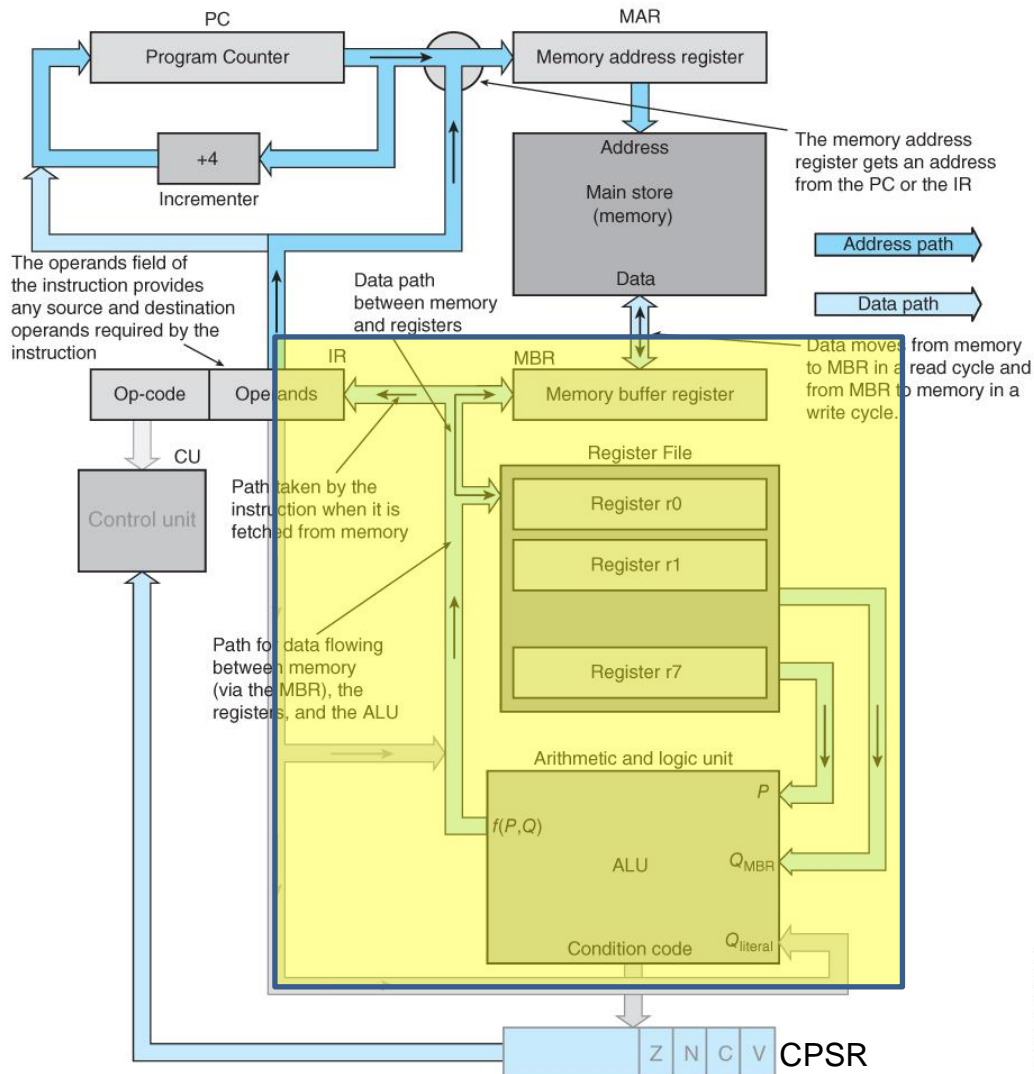 PC
MAR
Program Counter
Memory address register
+4
Incrementer
The memory address
register gets an address
from the PC or the IR
Address
Main store
(memory)
Data
Address path
Data path
The operands field of
the instruction provides
any source and destination
operands required by the
instruction
Data path
between memory
and registers
IR
MBR
Data moves from memory
to MBR in a read cycle and
from MBR to memory in a
write cycle.
Op-code
Operands
Memory buffer register
CU
Control unit
Path taken by the
instruction when it is
fetched from memory
Register File
Register r0
Register r1
Register r7
Path for data flowing
between memory
(via the MBR), the
registers, and the ALU
Arithmetic and logic unit
P
f(P,Q)
ALU
QMBR
Qliteral
Condition code
Z N C V
CPSR